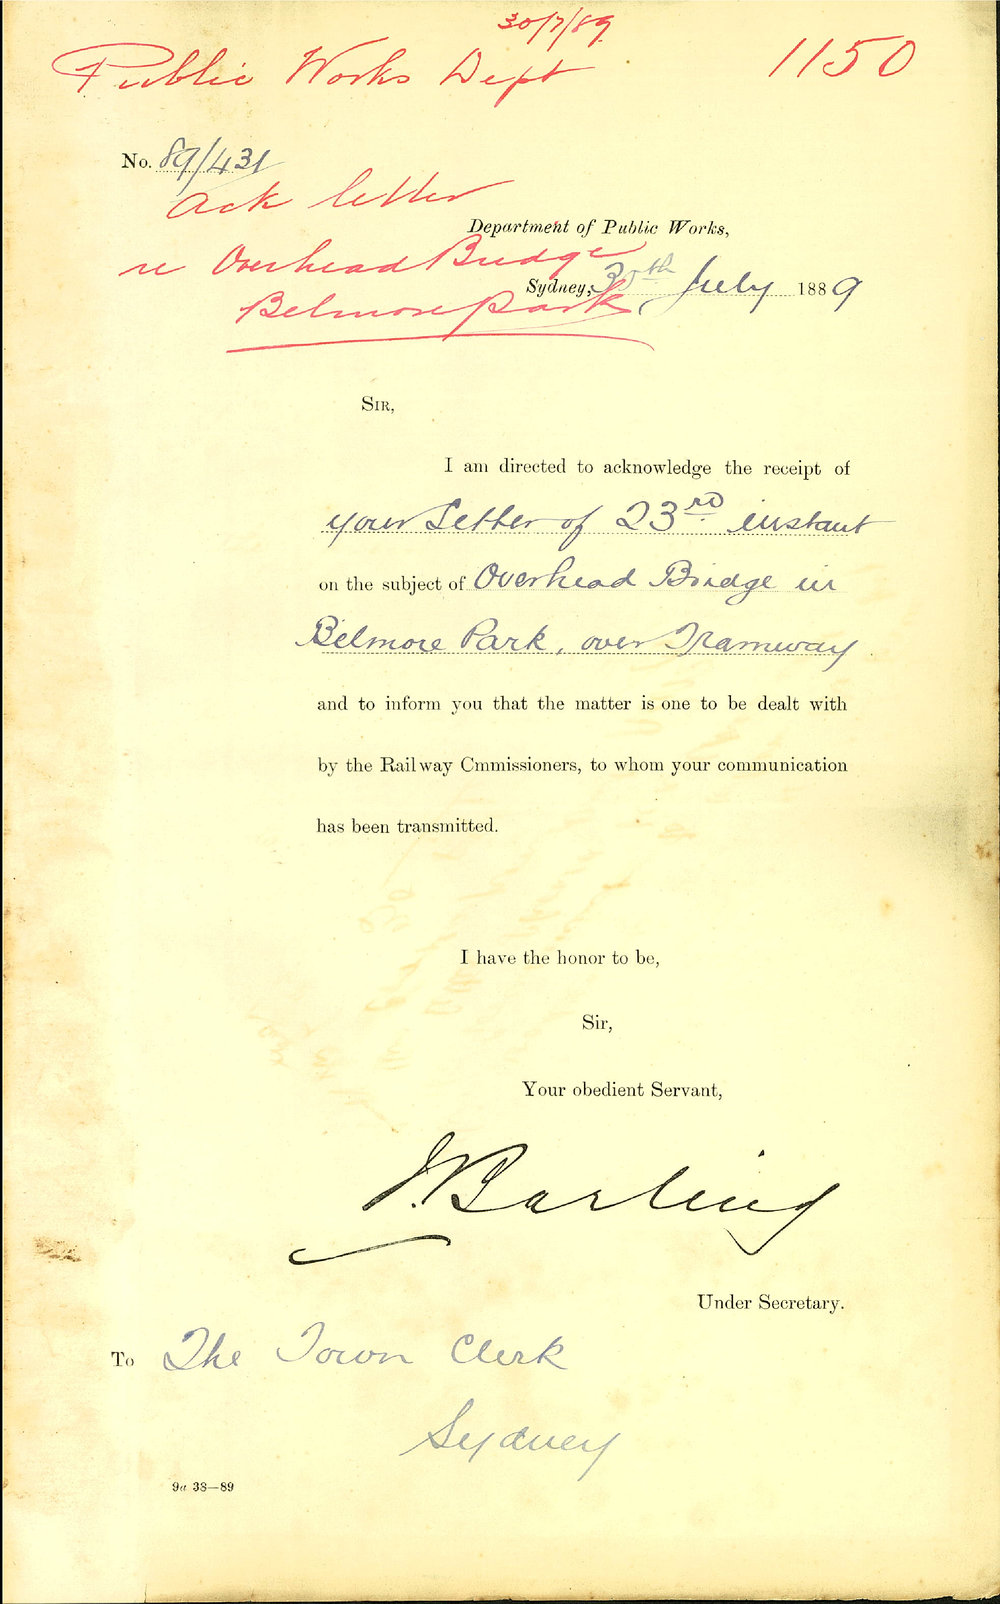 30/7/89
Public Works Dept 1150
No. 89/431
Ack letter
Department of Public Works,
re Overhead Bridge
Sydney, 30th July 1889
Belmore Park
SIR,
I am directed to acknowledge the receipt of
your Letter of 23rd instant
on the subject of Overhead Bridge in
Belmore Park, over Tramway
and to inform you that the matter is one to be dealt with
by the Railway Cmmissioners, to whom your communication
has been transmitted.
I have the honor to be,
Sir,
Your obedient Servant,
J. Barling
Under Secretary.
To The Town Clerk
Sydney
9a 38—89